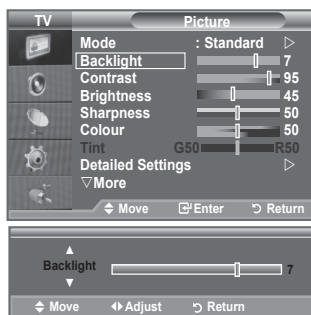 TV Picture
Mode : Standard ▷
Backlight 7
Contrast 95
Brightness 45
Sharpness 50
Colour 50
Tint G50 R50
Detailed Settings ▷
▽More
Move Enter Return
Backlight 7
Move Adjust Return